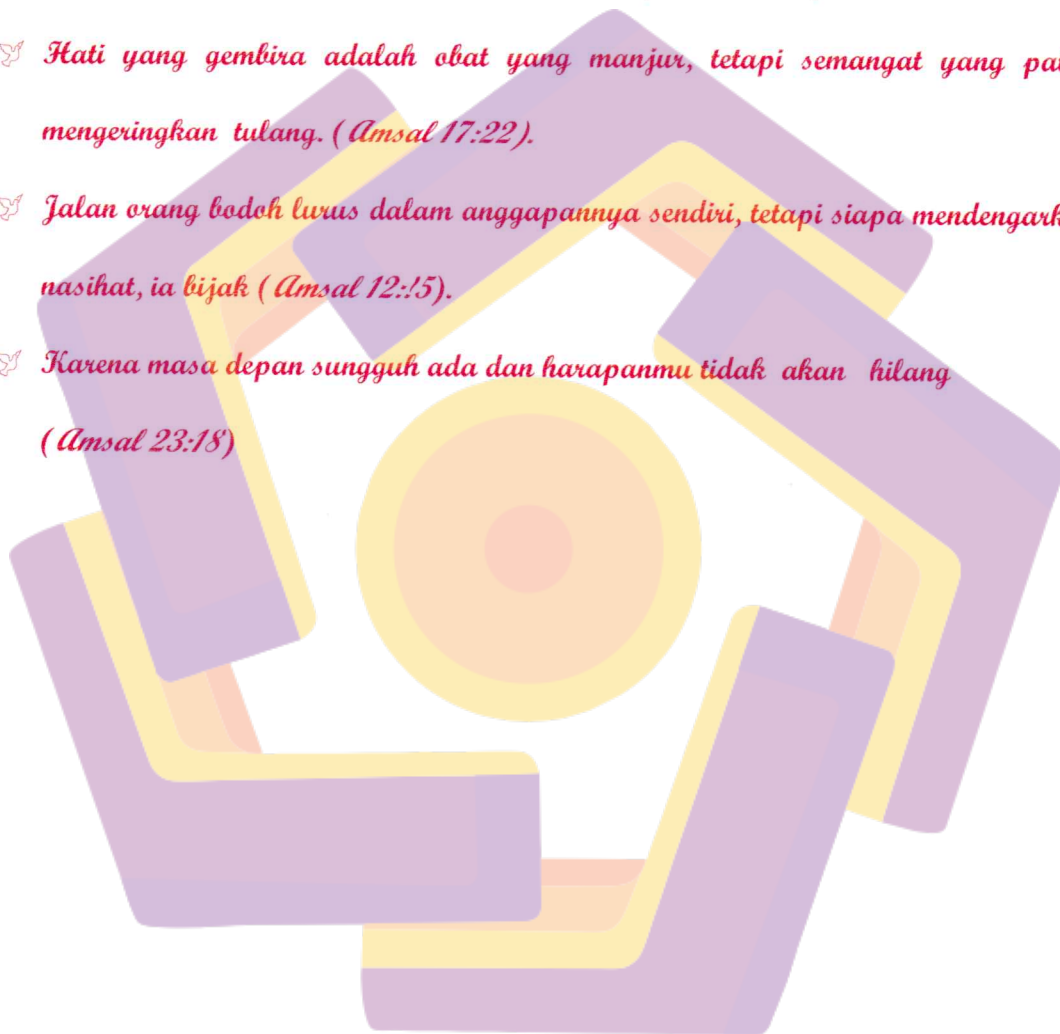 Hati yang gembira adalah obat yang manjur, tetapi semangat yang
mengeringkan tulang. (Amsal 17:22).
Jalan orang bodoh lurus dalam anggapannya sendiri, tetapi siapa
nasihat, ia bijak (Amsal 12:!5).
Karena masa depan sungguh ada dan harapanmu tidak akan hilang
(Amsal 23:18)